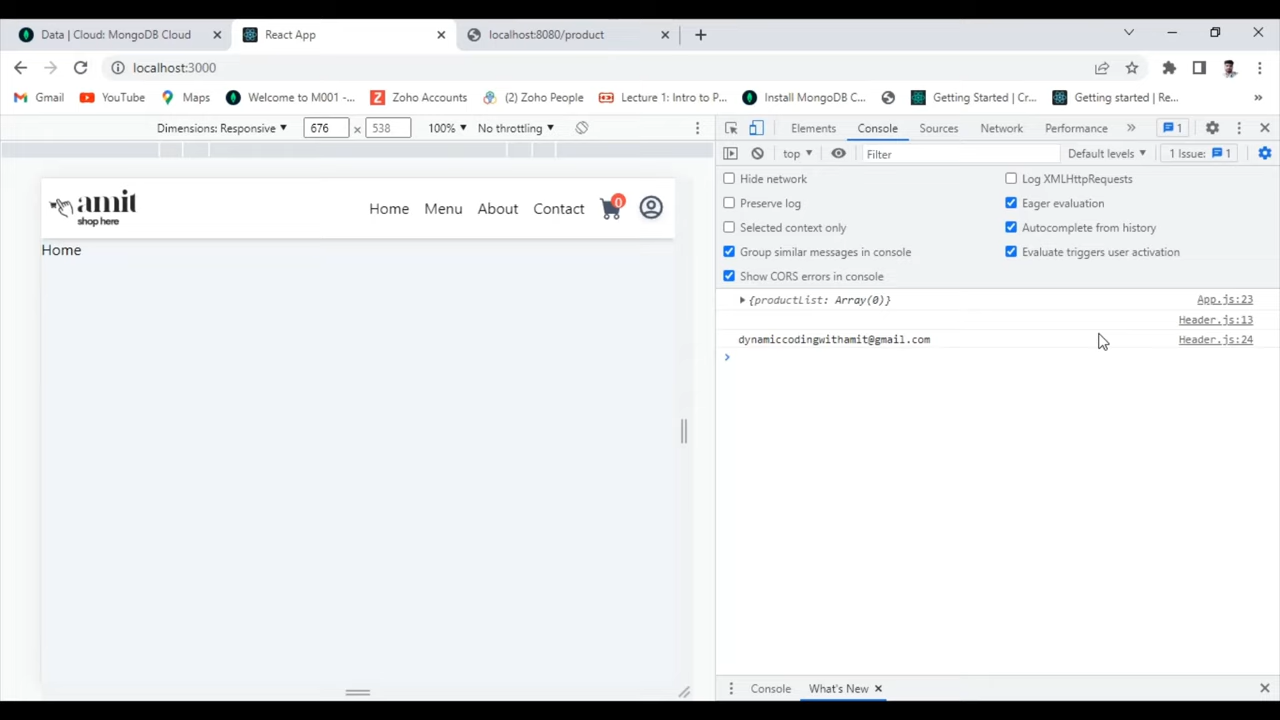 Data | Cloud: MongoDB Cloud
React App
localhost:8080/product
localhost:3000
Gmail
YouTube
Maps
Welcome to M001 -...
Zoho Accounts
(2) Zoho People
Lecture 1: Intro to P...
Install MongoDB C...
Getting Started | Cr...
Getting started | Re...
»
Dimensions: Responsive 676 x 538 100% No throttling
Elements Console Sources Network Performance » 1
top Filter Default levels 1 Issue: 1
Hide network
Log XMLHttpRequests
Preserve log
Eager evaluation
Selected context only
Autocomplete from history
Group similar messages in console
Evaluate triggers user activation
Show CORS errors in console
amit
shop here
Home Menu About Contact 0
Home
{productList: Array(0)} App.js:23
Header.js:13
dynamiccodingwithamit@gmail.com Header.js:24
Console What's New